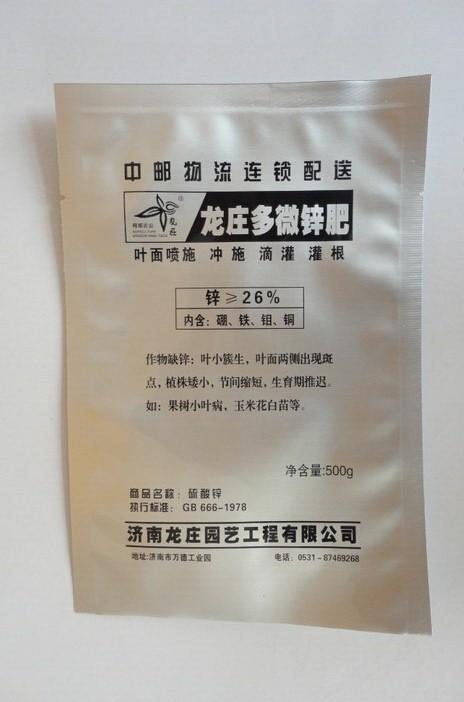 中邮物流连锁配送
龙庄多微锌肥
龙庄
叶面喷施 冲施 滴灌 灌根
锌≥26%
内含：硼、铁、钼、铜
作物缺锌：叶小簇生，叶面两侧出现斑
点，植株矮小，节间缩短，生育期推迟。
如：果树小叶病，玉米花白苗等。
净含量:500g
商品名称：硫酸锌
执行标准：GB 666-1978
济南龙庄园艺工程有限公司
地址:济南市万德工业园
电话：0531-87469268